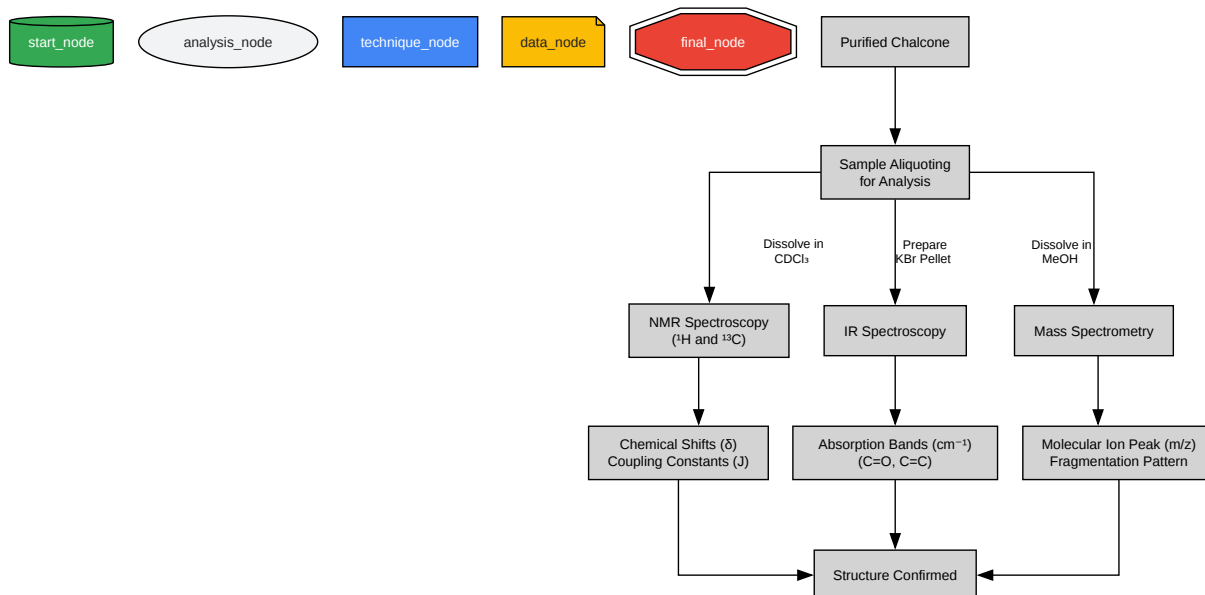 start_node
analysis_node
technique_node
data_node
final_node
Purified Chalcone
Sample Aliquoting
for Analysis
Dissolve in
CDCl₃
Prepare
KBr Pellet
Dissolve in
MeOH
NMR Spectroscopy
(¹H and ¹³C)
IR Spectroscopy
Mass Spectrometry
Chemical Shifts (δ)
Coupling Constants (J)
Absorption Bands (cm⁻¹)
(C=O, C=C)
Molecular Ion Peak (m/z)
Fragmentation Pattern
Structure Confirmed